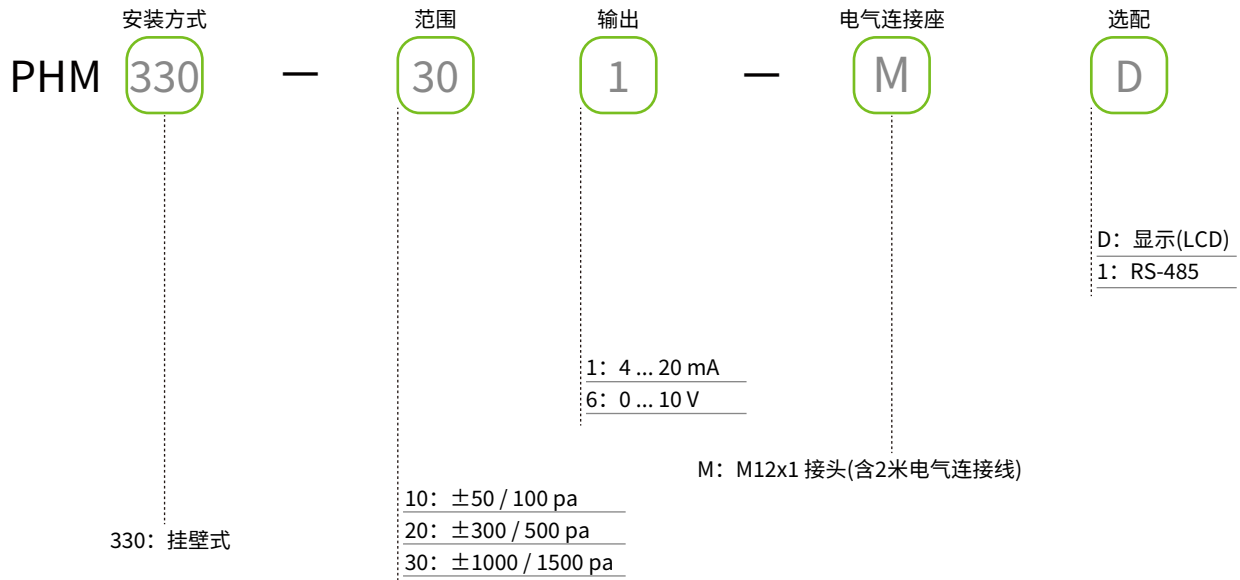 安装方式 范围 输出 电气连接座 选配
PHM 330 — 30 1 — M D
D：显示(LCD)
1：RS-485
1：4 ... 20 mA
6：0 ... 10 V
M：M12x1 接头(含2米电气连接线)
10：±50 / 100 pa
20：±300 / 500 pa
330：挂壁式
30：±1000 / 1500 pa